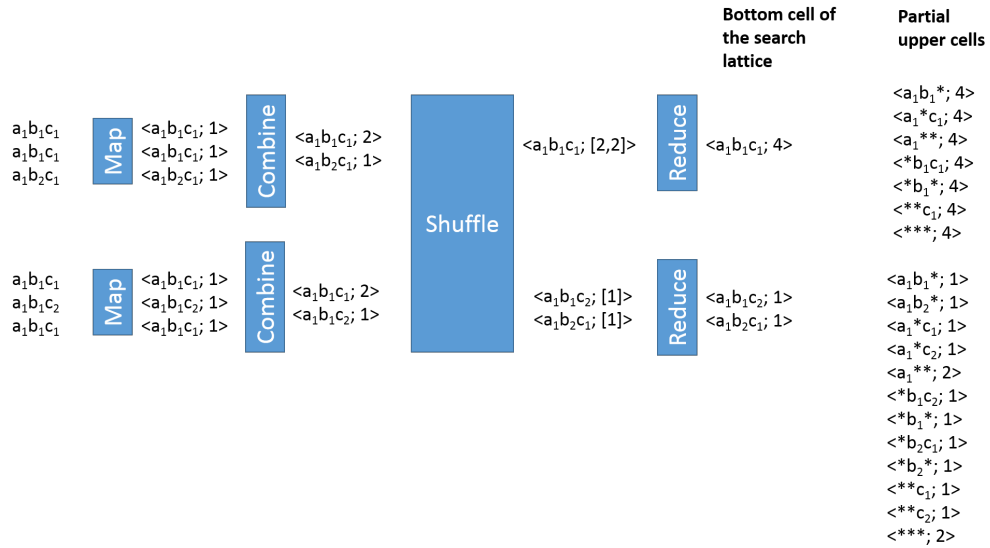 Bottom cell of
the search
lattice
Partial
upper cells
a₁b₁c₁
a₁b₁c₁
a₁b₂c₁
Map
<a₁b₁c₁; 1>
<a₁b₁c₁; 1>
<a₁b₂c₁; 1>
Combine
<a₁b₁c₁; 2>
<a₁b₂c₁; 1>
Shuffle
<a₁b₁c₁; [2,2]>
Reduce
<a₁b₁c₁; 4>
<a₁b₁*; 4>
<a₁*c₁; 4>
<a₁**; 4>
<*b₁c₁; 4>
<*b₁*; 4>
<**c₁; 4>
<***; 4>
a₁b₁c₁
a₁b₁c₂
a₁b₁c₁
Map
<a₁b₁c₁; 1>
<a₁b₁c₂; 1>
<a₁b₁c₁; 1>
Combine
<a₁b₁c₁; 2>
<a₁b₁c₂; 1>
<a₁b₁c₂; [1]>
<a₁b₂c₁; [1]>
Reduce
<a₁b₁c₂; 1>
<a₁b₂c₁; 1>
<a₁b₁*; 1>
<a₁b₂*; 1>
<a₁*c₁; 1>
<a₁*c₂; 1>
<a₁**; 2>
<*b₁c₂; 1>
<*b₁*; 1>
<*b₂c₁; 1>
<*b₂*; 1>
<**c₁; 1>
<**c₂; 1>
<***; 2>